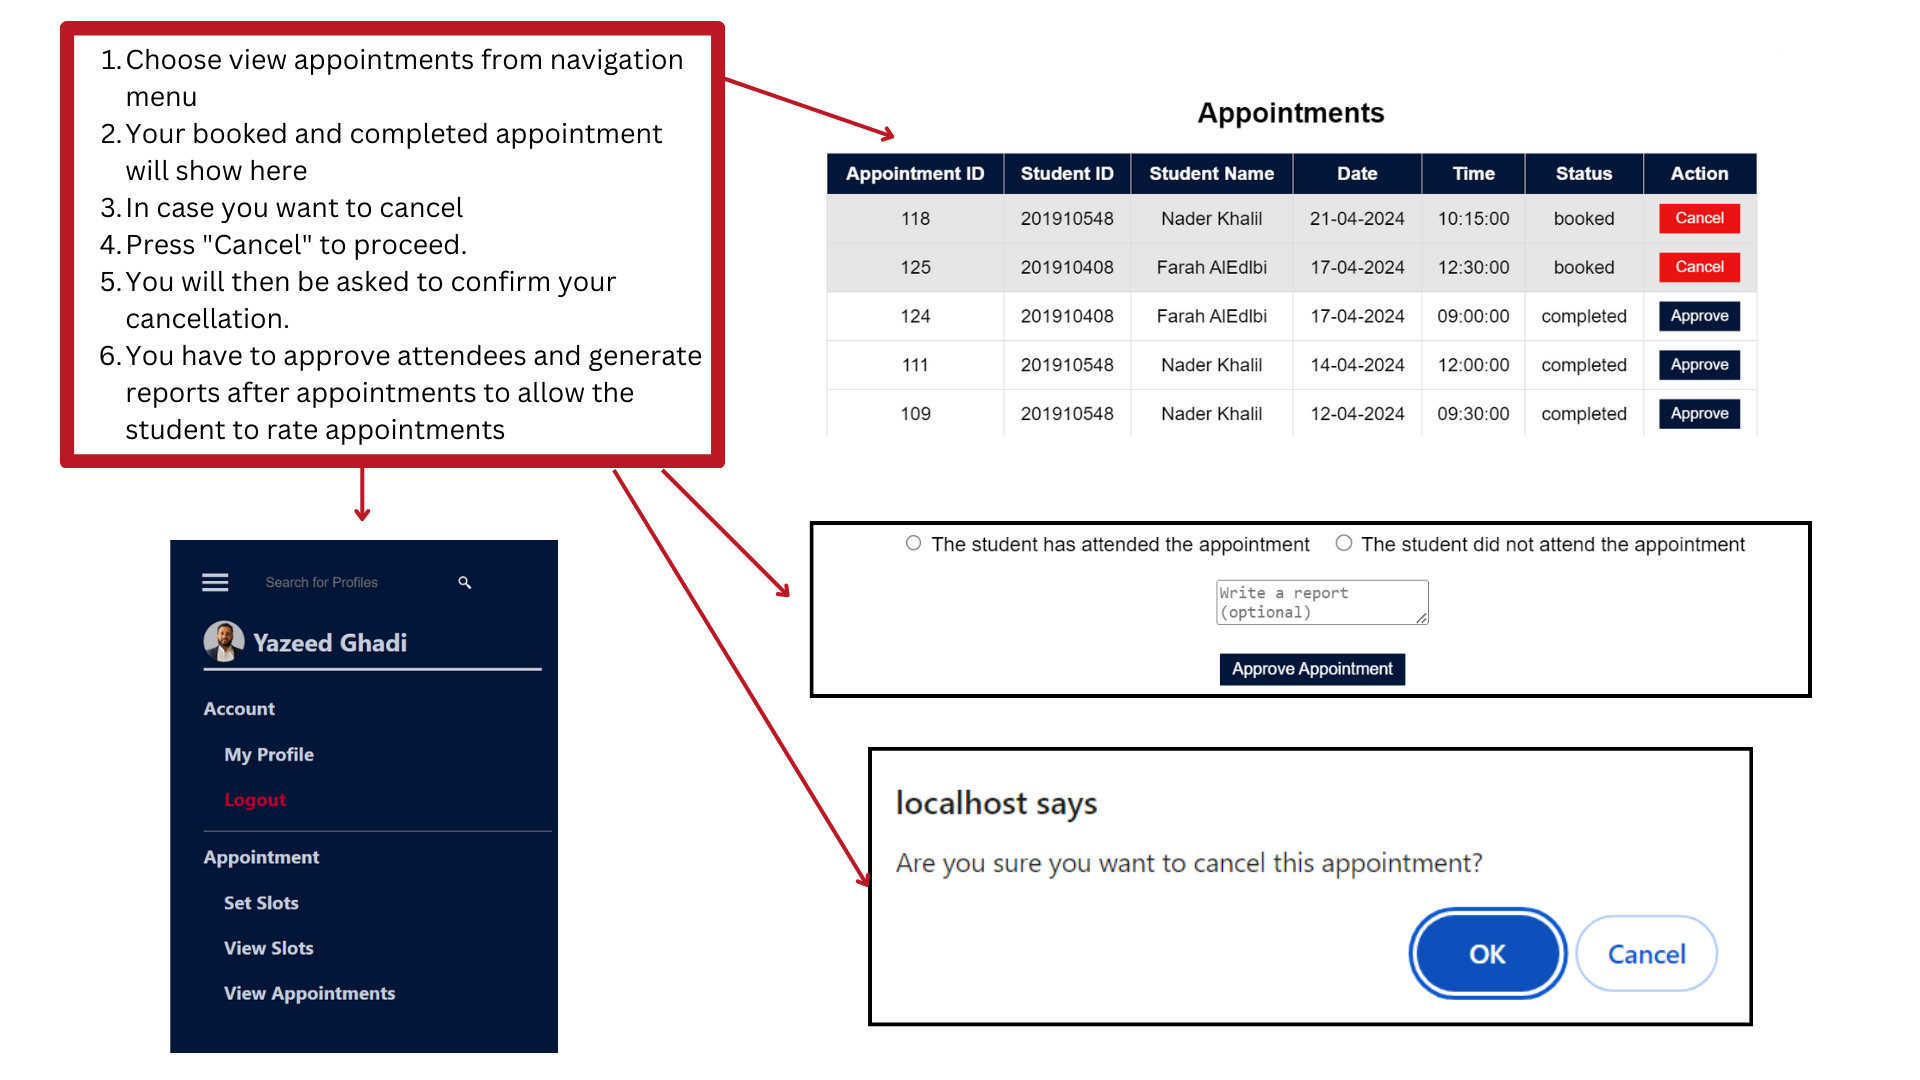 1. Choose view appointments from navigation
menu
2. Your booked and completed appointment
will show here
3. In case you want to cancel
4. Press "Cancel" to proceed.
5. You will then be asked to confirm your
cancellation.
6. You have to approve attendees and generate
reports after appointments to allow the
student to rate appointments
Appointments
Appointment ID Student ID Student Name Date Time Status Action
118 201910548 Nader Khalil 21-04-2024 10:15:00 booked Cancel
125 201910408 Farah AlEdlbi 17-04-2024 12:30:00 booked Cancel
124 201910408 Farah AlEdlbi 17-04-2024 09:00:00 completed Approve
111 201910548 Nader Khalil 14-04-2024 12:00:00 completed Approve
109 201910548 Nader Khalil 12-04-2024 09:30:00 completed Approve
Search for Profiles
Yazeed Ghadi
Account
My Profile
Logout
Appointment
Set Slots
View Slots
View Appointments
The student has attended the appointment The student did not attend the appointment
Write a report
(optional)
Approve Appointment
localhost says
Are you sure you want to cancel this appointment?
OK Cancel